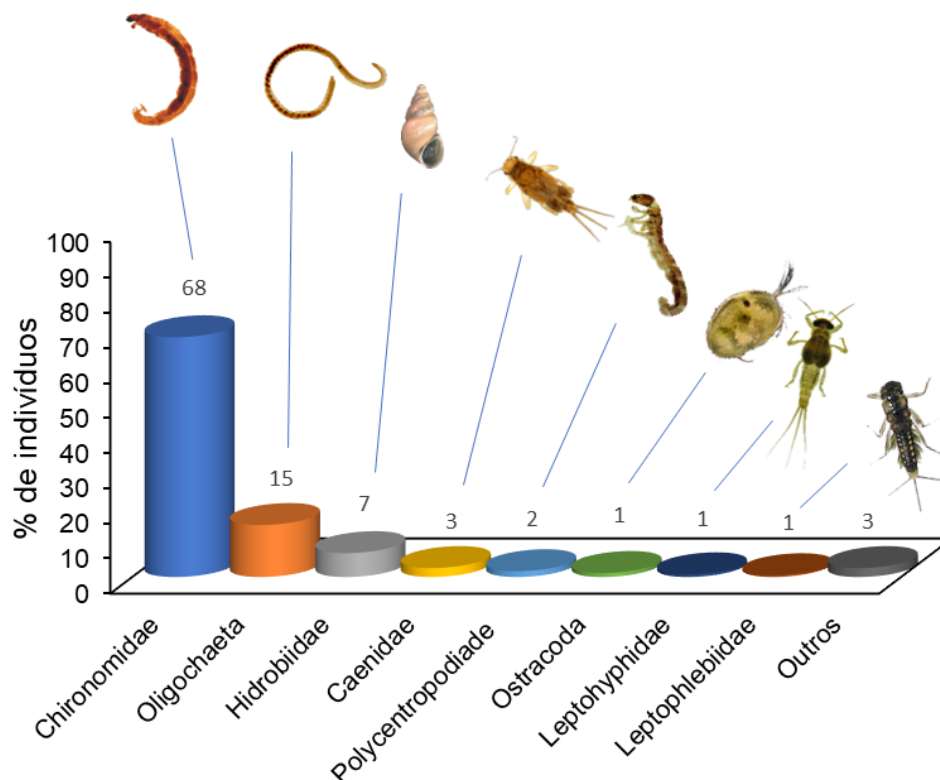 % de indivíduos
100
90
80
70
60
50
40
30
20
10
0
68
15
7
3
2
1
1
1
3
Chironomidae
Oligochaeta
Hidrobiidae
Caenidae
Polycentropodiade
Ostracoda
Leptohyphidae
Leptophlebiidae
Outros